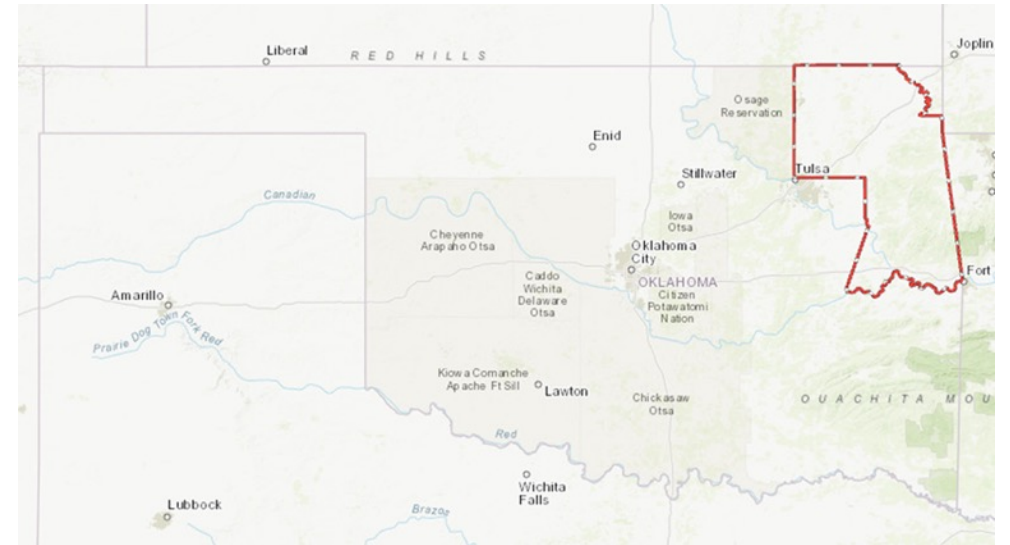 Joplin
Liberal
RED HILLS
Osage
Reservation
Enid
Tulsa
Stillwater
Canadian
Iowa
Otsa
Cheyenne
Arapaho Otsa
Oklahoma
City
Fort
Caddo
Wichita
Delaware
Otsa
OKLAHOMA
Citizen
Potawatomi
Nation
Amarillo
Prairie Dog Town Fork Red
Kiowa Comanche
Apache Ft Sill
Lawton
Chickasaw
Otsa
OUACHITA MOU
Red
Wichita
Falls
Lubbock
Brazos